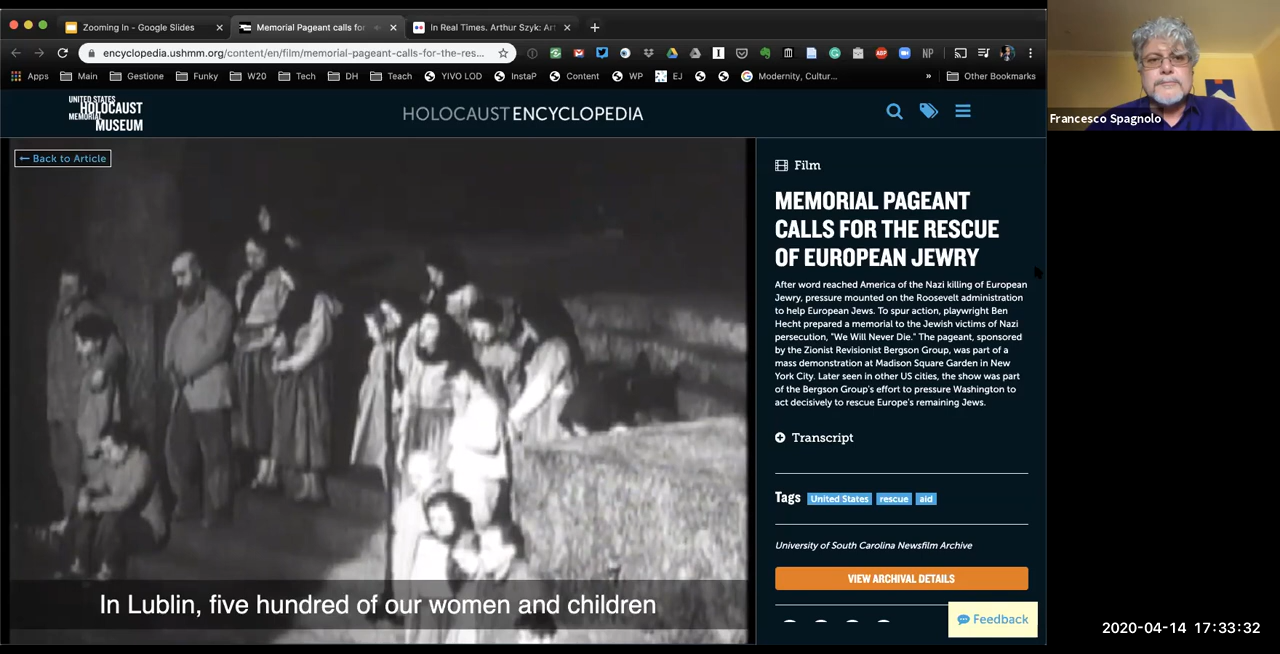 Zooming In - Google Slides
Memorial Pageant calls fo
In Real Times. Arthur Szyk: Ar
encyclopedia.ushmm.org/content/en/film/memorial-pageant-calls-for-the-res...
NP
Apps Main Gestione Funky W20 Tech DH Teach YIVO LOD InstaP Content WP EJ Modernity, Cultur... » Other Bookmarks
UNITED STATES
HOLOCAUST
MEMORIAL
MUSEUM
HOLOCAUST ENCYCLOPEDIA
Francesco Spagnolo
← Back to Article
Film
MEMORIAL PAGEANT
CALLS FOR THE RESCUE
OF EUROPEAN JEWRY
After word reached America of the Nazi killing of European
Jewry, pressure mounted on the Roosevelt administration
to help European Jews. To spur action, playwright Ben
Hecht prepared a memorial to the Jewish victims of Nazi
persecution, "We Will Never Die." The pageant, sponsored
by the Zionist Revisionist Bergson Group, was part of a
mass demonstration at Madison Square Garden in New
York City. Later seen in other US cities, the show was part
of the Bergson Group's effort to pressure Washington to
act decisively to rescue Europe's remaining Jews.
Transcript
Tags United States rescue aid
University of South Carolina Newsfilm Archive
VIEW ARCHIVAL DETAILS
Feedback
In Lublin, five hundred of our women and children
2020-04-14 17:33:32